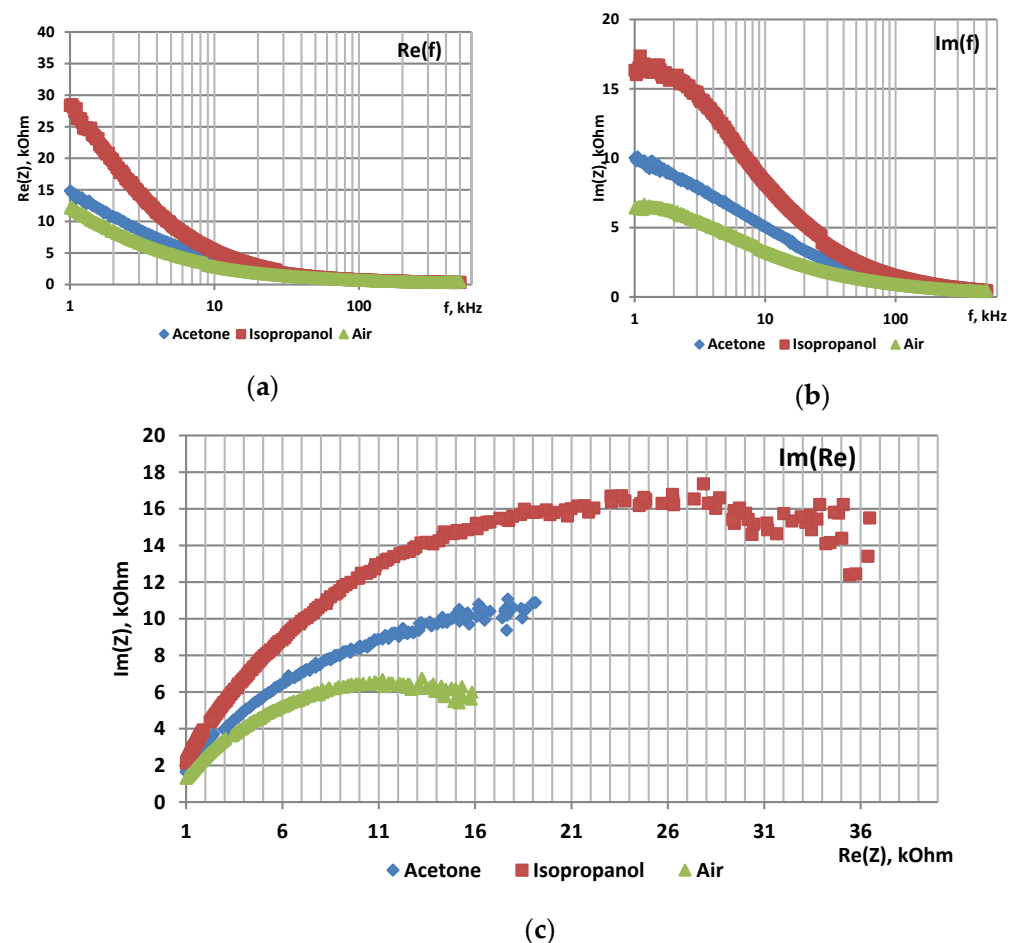 Re(f)
Re(Z), kOhm
40
35
30
25
20
15
10
5
0
1 10 100
f, kHz
Acetone Isopropanol Air
(a)
Im(f)
Im(Z), kOhm
20
15
10
5
0
1 10 100
f, kHz
Acetone Isopropanol Air
(b)
Im(Re)
Im(Z), kOhm
20
18
16
14
12
10
8
6
4
2
0
1 6 11 16 21 26 31 36
Re(Z), kOhm
Acetone Isopropanol Air
(c)